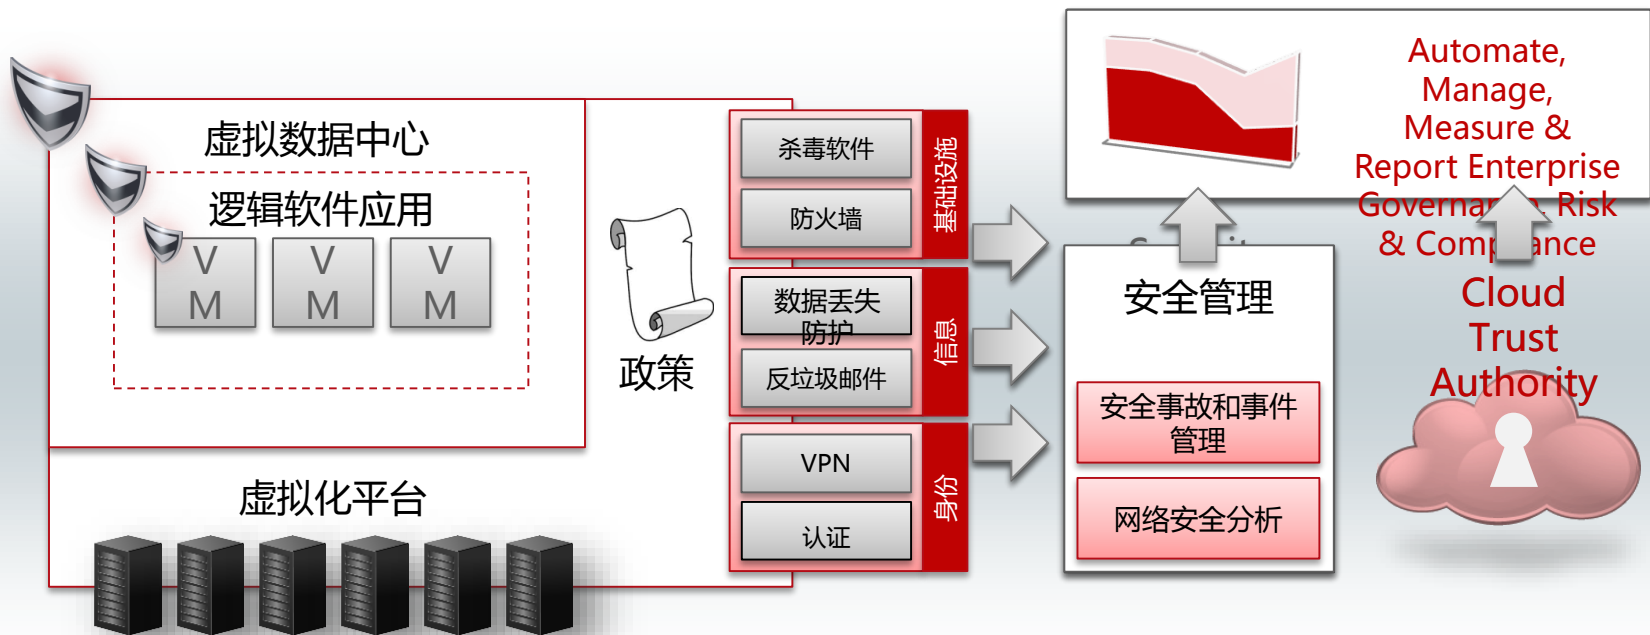 虚拟数据中心
逻辑软件应用
V
M
V
M
V
M
虚拟化平台
政策
杀毒软件
防火墙
基础设施
数据丢失
防护
反垃圾邮件
信息
VPN
认证
身份
安全管理
安全事故和事件
管理
网络安全分析
Automate,
Manage,
Measure &
Report Enterprise
Governance, Risk
& Compliance
Cloud
Trust
Authority